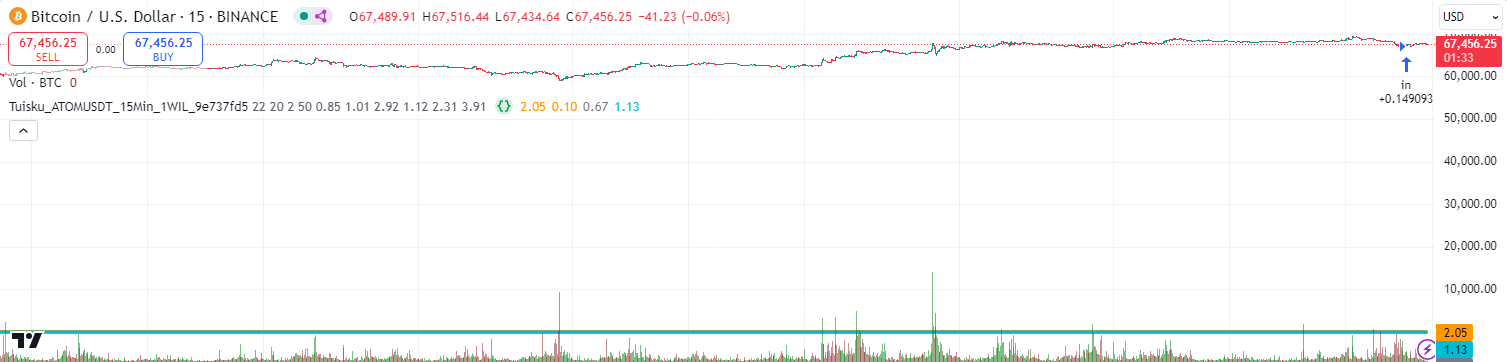 Bitcoin / U.S. Dollar · 15 · BINANCE O67,489.91 H67,516.44 L67,434.64 C67,456.25 −41.23 (−0.06%) USD
67,456.25 SELL 0.00 67,456.25 BUY
67,456.25
01:33
Vol · BTC 0
60,000.00
in
+0.149093
Tuisku_ATOMUSDT_15Min_1WIL_9e737fd5 22 20 2 50 0.85 1.01 2.92 1.12 2.31 3.91 {} 2.05 0.10 0.67 1.13
50,000.00
40,000.00
30,000.00
20,000.00
10,000.00
2.05
1.13